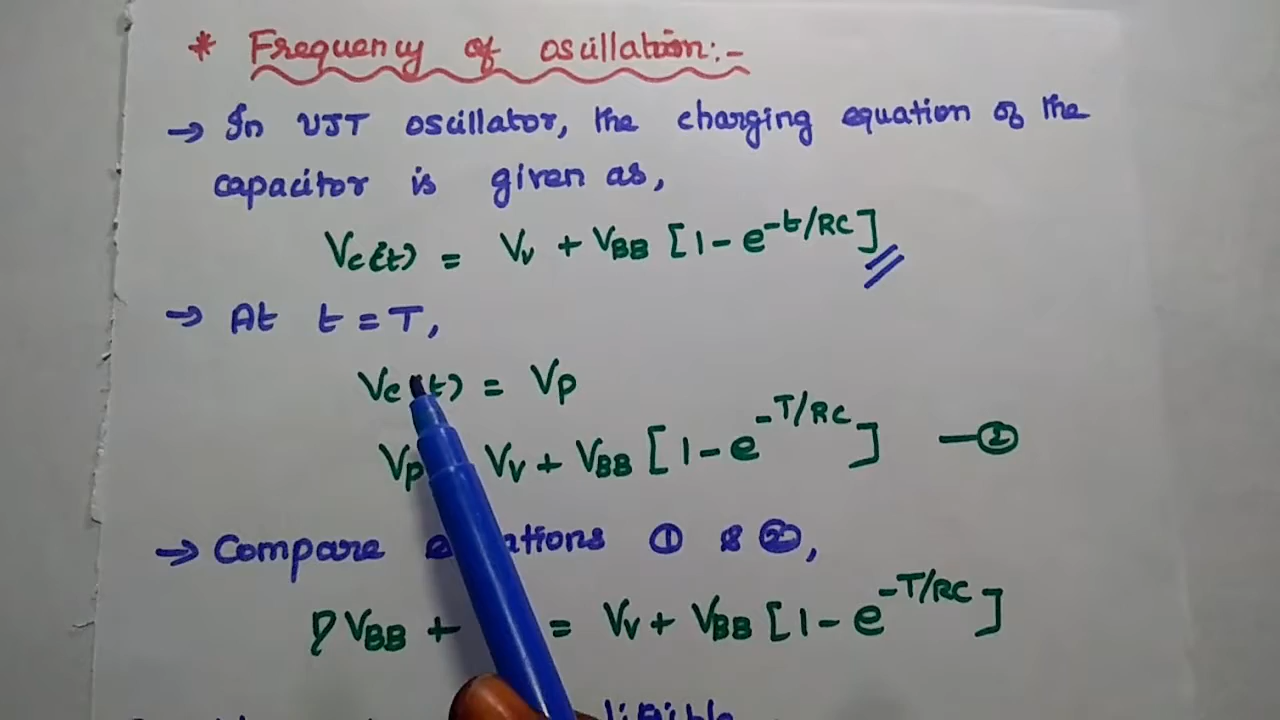 * Frequency of oscillation:-
→ In UJT oscillator, the charging equation of the
capacitor is given as,
Vc(t) = Vv + VBB [1 - e^-t/RC]
→ At t = T,
Vc(t) = Vp
Vp Vv + VBB [1 - e^-T/RC] — ②
→ Compare ① & ②,
η VBB + = Vv + VBB [1 - e^-T/RC]